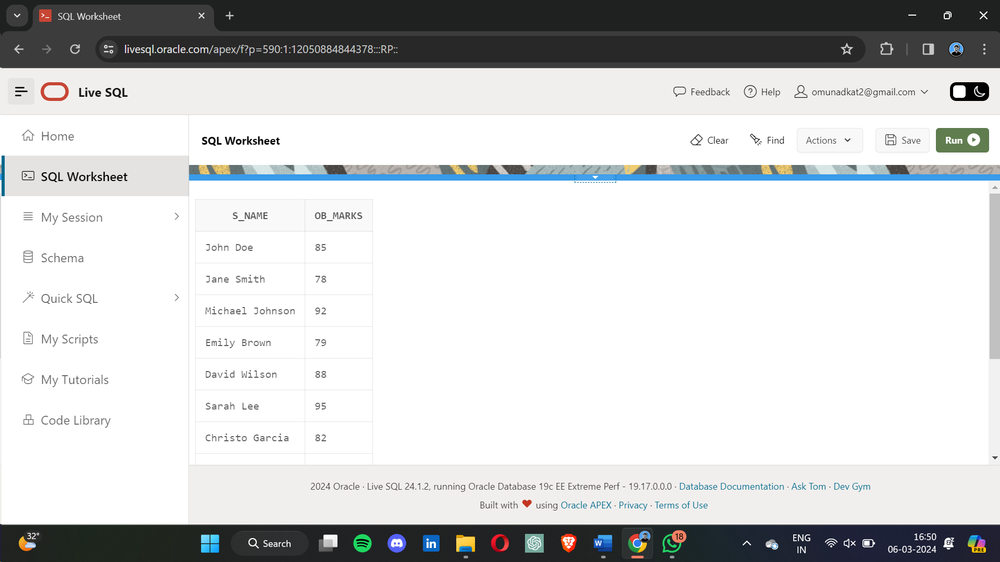 SQL Worksheet
livesql.oracle.com/apex/f?p=590:1:12050884844378:::RP::
Live SQL
Feedback
Help
omunadkat2@gmail.com
Home
SQL Worksheet
My Session
Schema
Quick SQL
My Scripts
My Tutorials
Code Library
SQL Worksheet
Clear
Find
Actions
Save
Run
S_NAME OB_MARKS
John Doe 85
Jane Smith 78
Michael Johnson 92
Emily Brown 79
David Wilson 88
Sarah Lee 95
Christo Garcia 82
2024 Oracle · Live SQL 24.1.2, running Oracle Database 19c EE Extreme Perf - 19.17.0.0.0 · Database Documentation · Ask Tom · Dev Gym
Built with ❤ using Oracle APEX · Privacy · Terms of Use
32°
Search
in
W
18
ENG
IN
16:50
06-03-2024
PRE